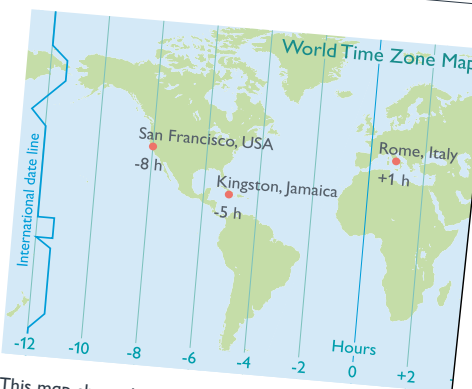 World Time Zone Map
San Francisco, USA
-8 h
Rome, Italy
+1 h
Kingston, Jamaica
-5 h
International date line
Hours
-12 -10 -8 -6 -4 -2 0 +2
This map